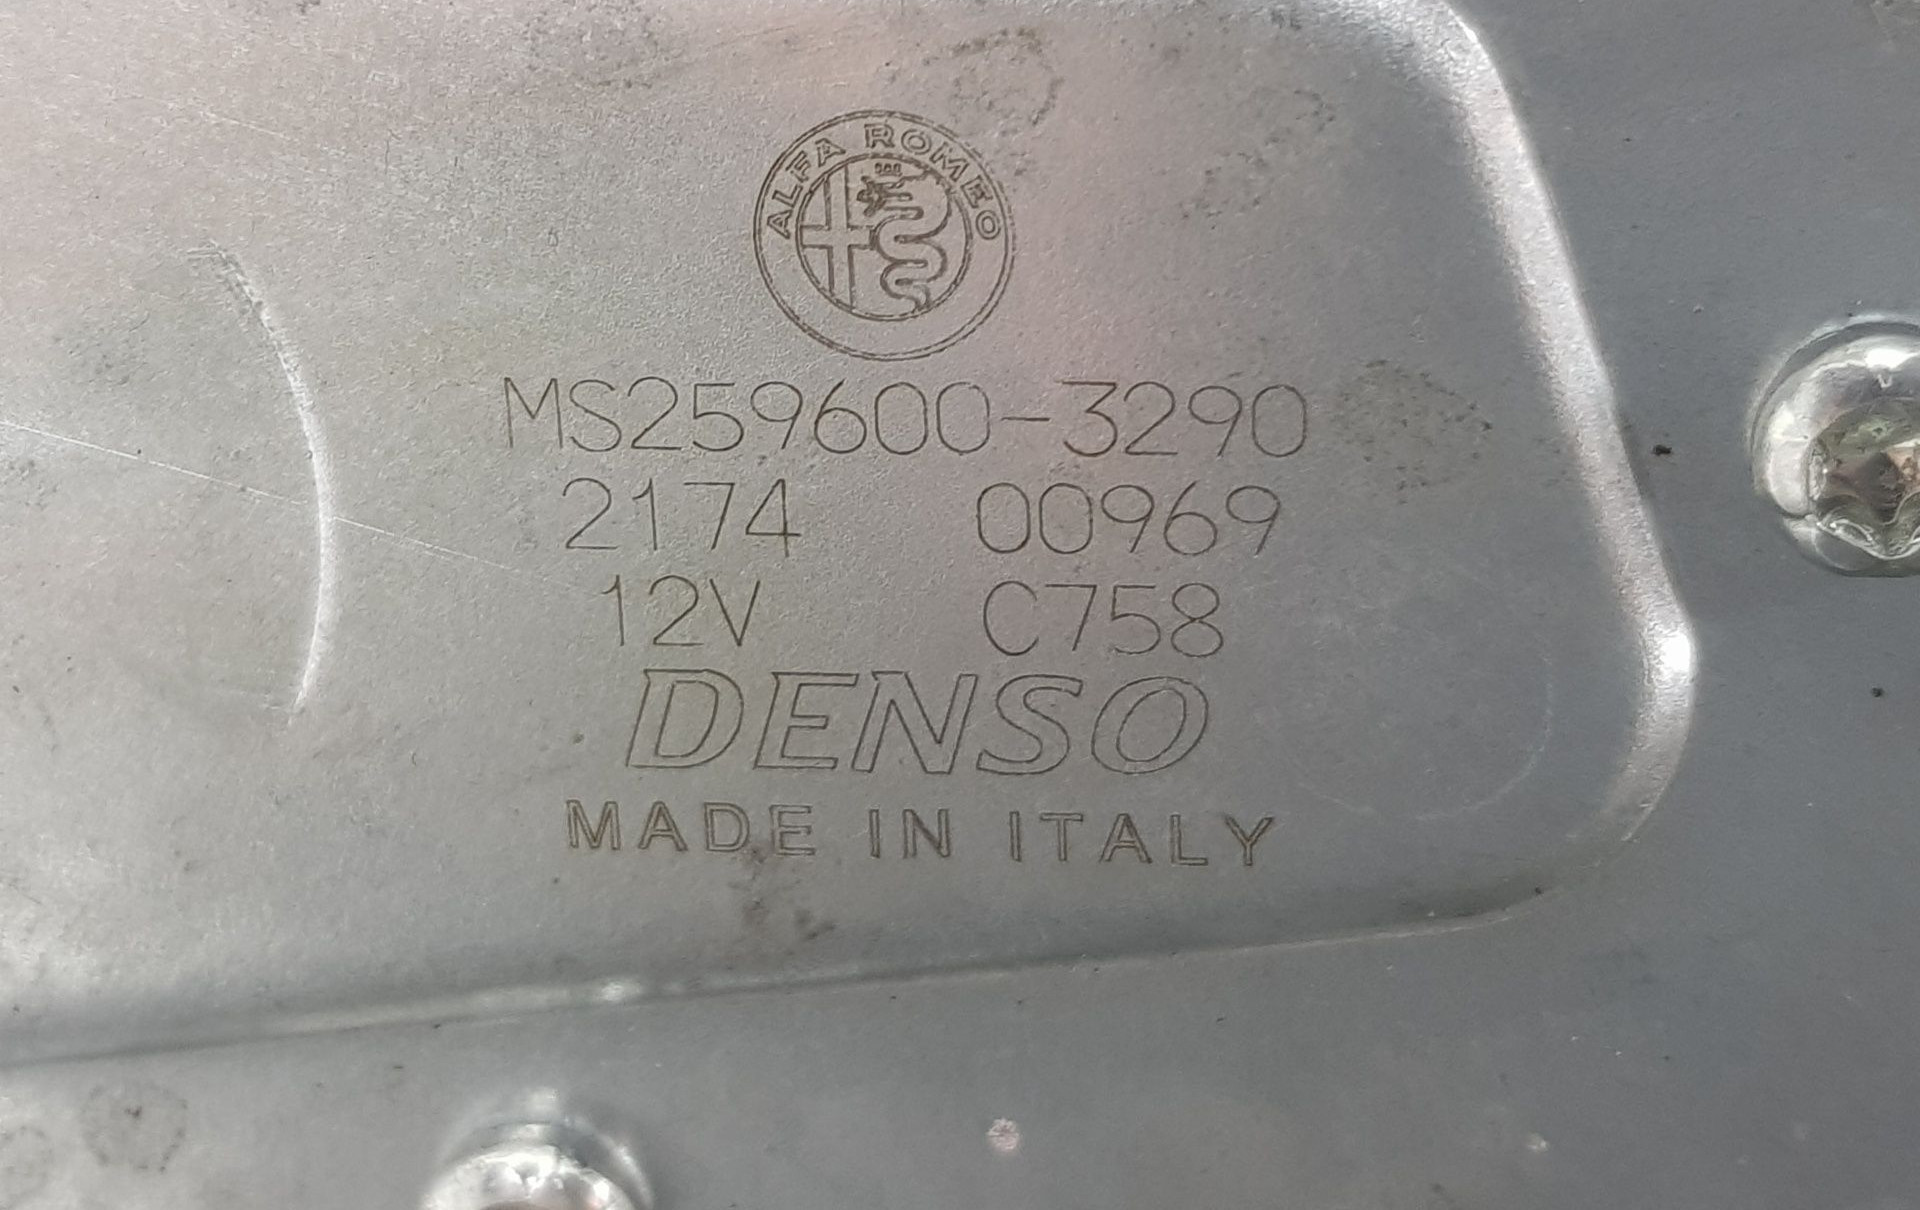 ALFA ROMEO
MS259600-3290
2174 00969
12V C758
DENSO
MADE IN ITALY